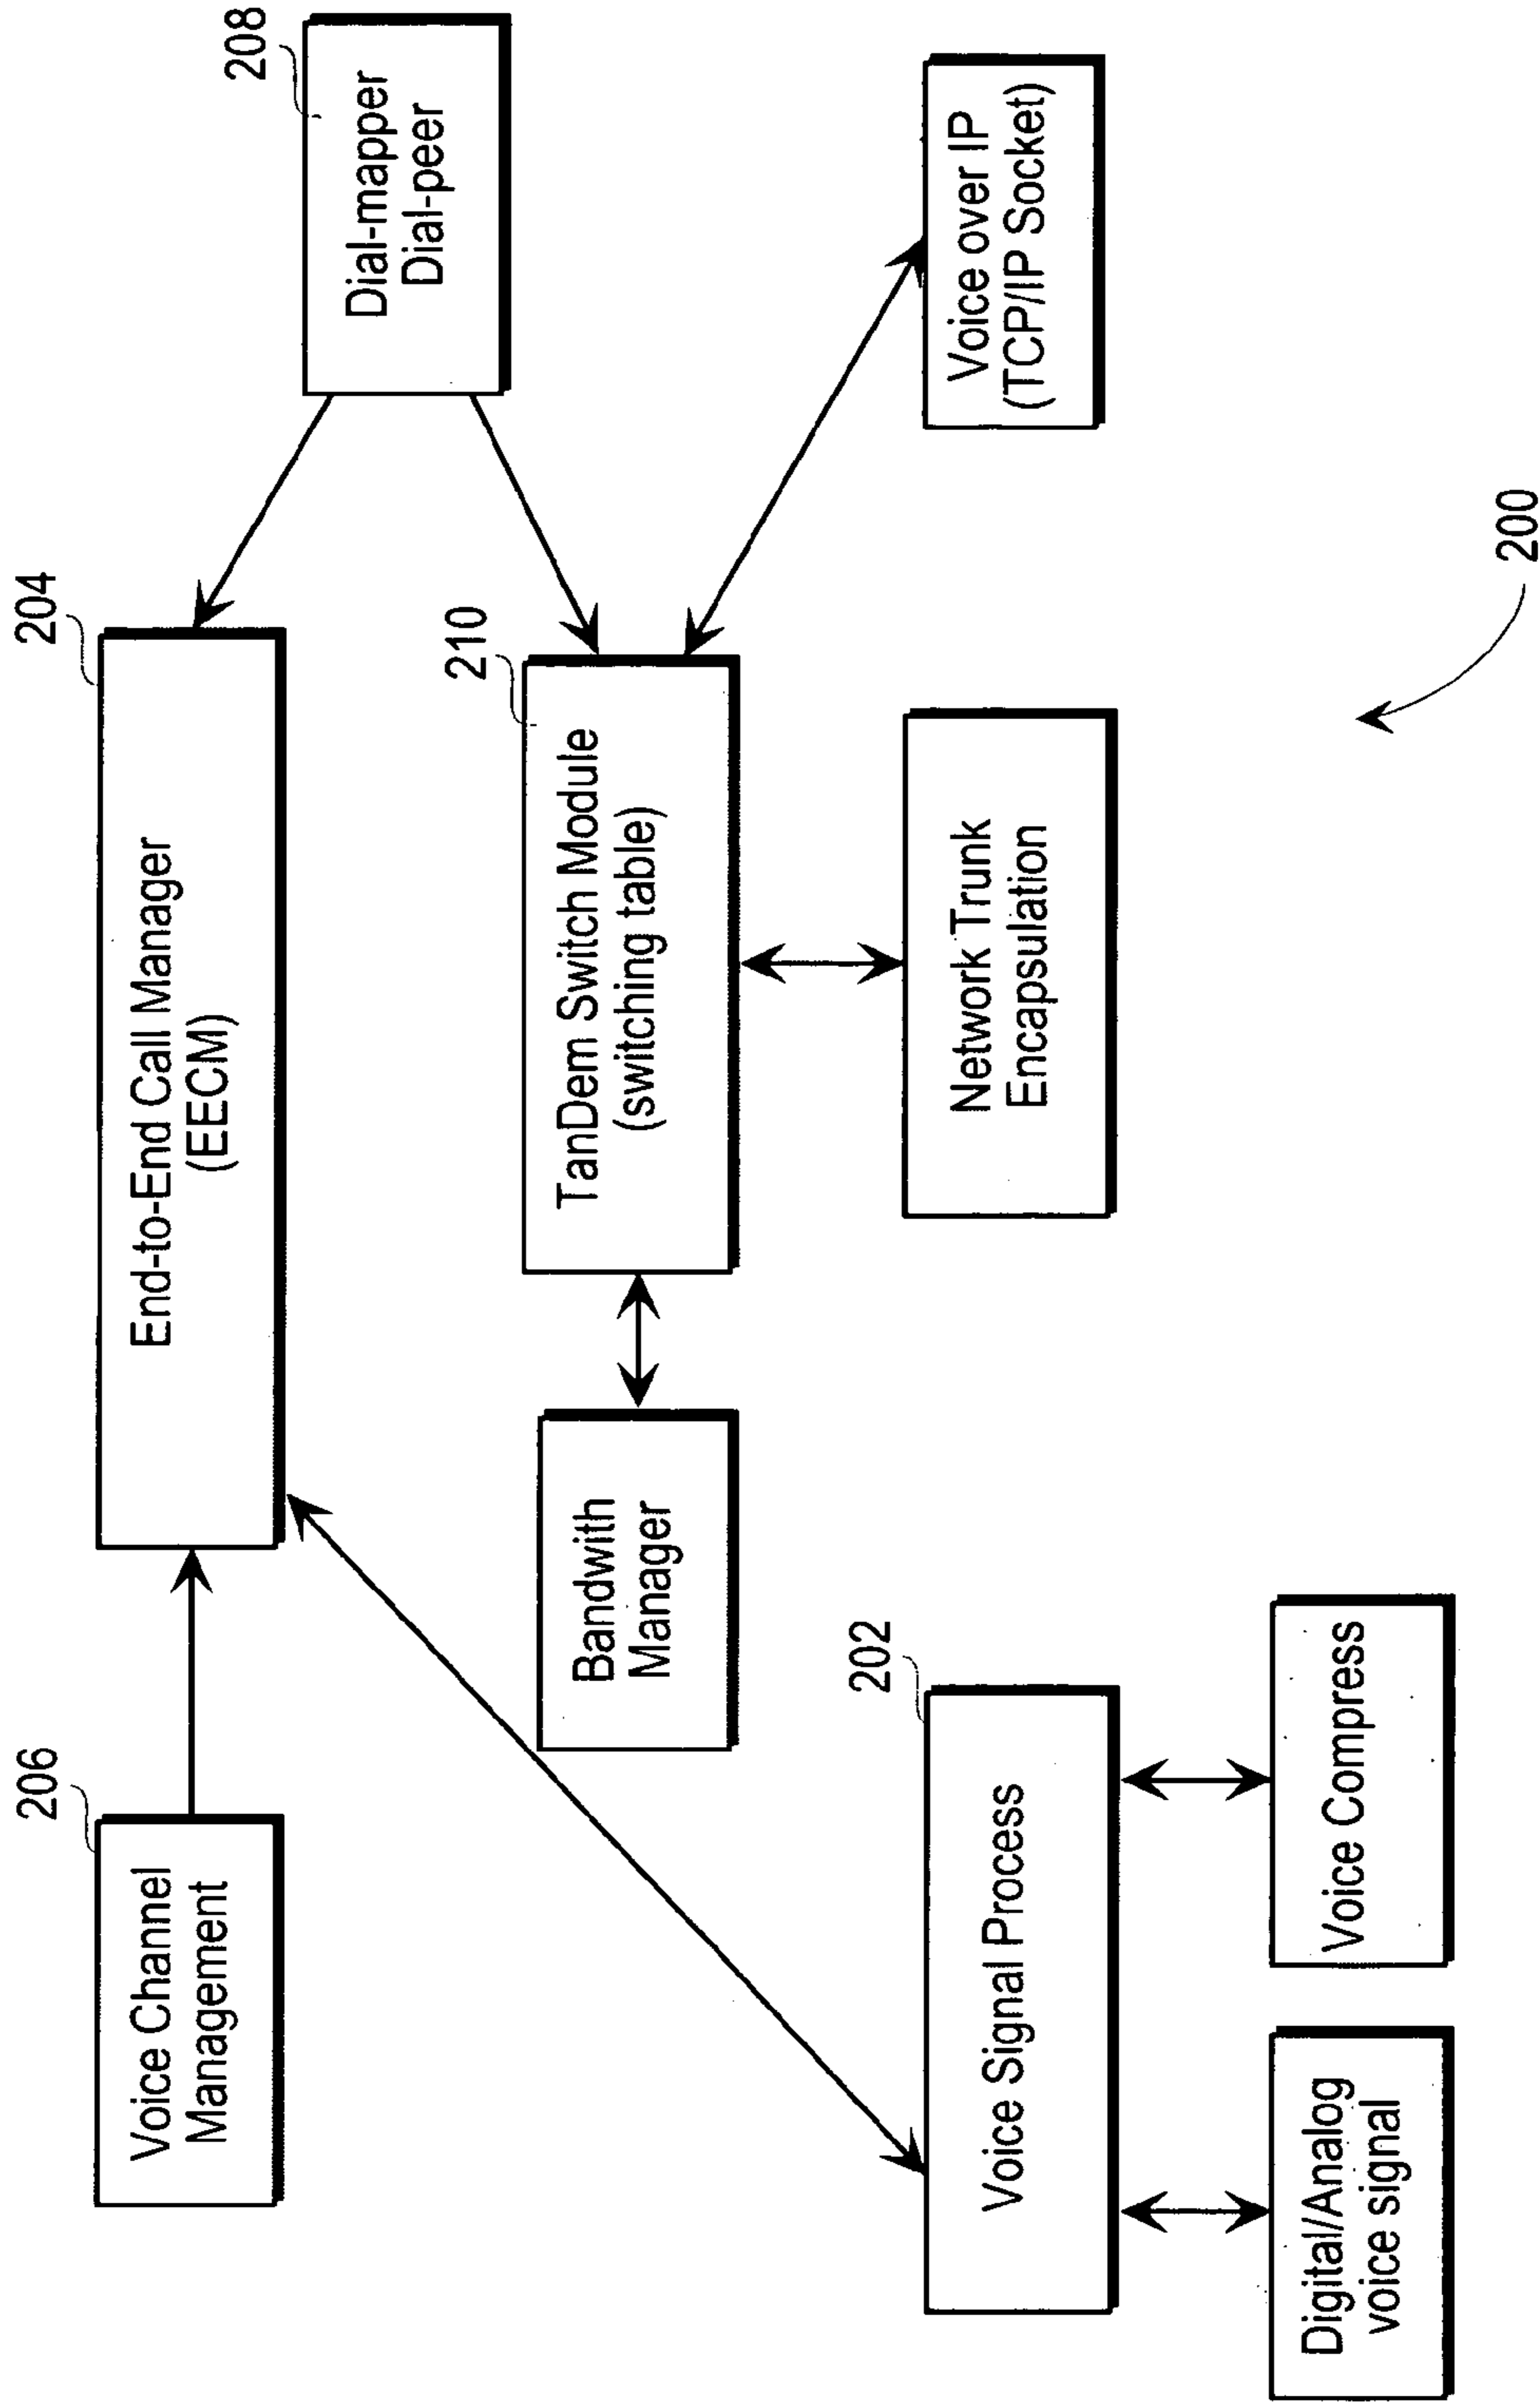 206
Voice Channel
Management
204
End-to-End Call Manager
(EECM)
208
Dial-mapper
Dial-peer
210
TanDem Switch Module
(switching table)
Bandwith
Manager
Network Trunk
Encapsulation
Voice over IP
(TCP/IP Socket)
202
Voice Signal Process
Digital/Analog
voice signal
Voice Compress
200